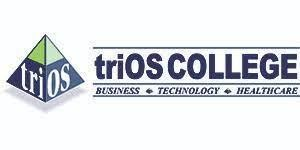 triOS
triOS COLLEGE
BUSINESS TECHNOLOGY HEALTHCARE